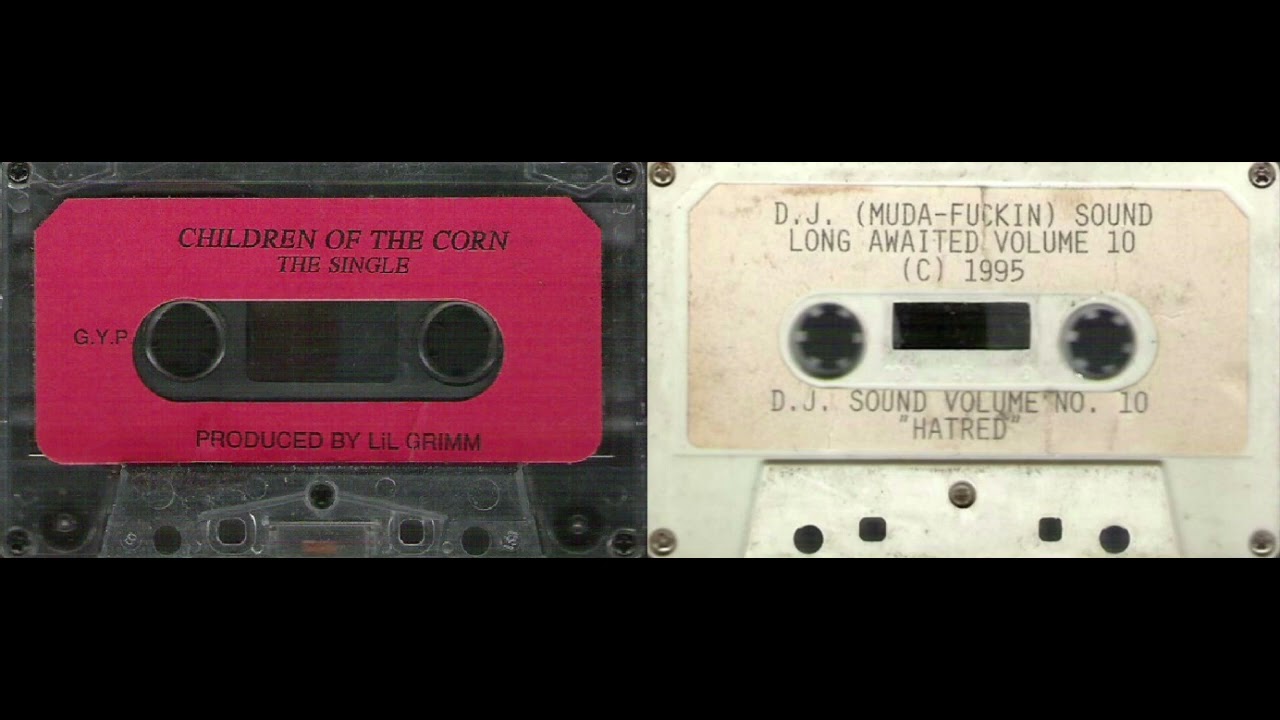 CHILDREN OF THE CORN
THE SINGLE
G.Y.P.
PRODUCED BY LIL GRIMM
D.J. (MUDA-FUCKIN) SOUND
LONG AWAITED VOLUME 10
(C) 1995
D.J. SOUND VOLUME NO. 10
"HATRED"